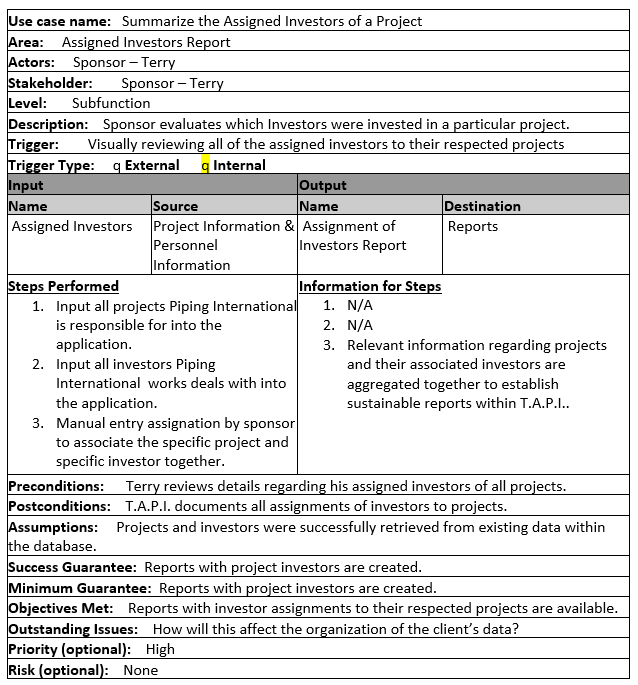 Use case name: Summarize the Assigned Investors of a Project
Area: Assigned Investors Report
Actors: Sponsor – Terry
Stakeholder: Sponsor – Terry
Level: Subfunction
Description: Sponsor evaluates which Investors were invested in a particular project.
Trigger: Visually reviewing all of the assigned investors to their respected projects
Trigger Type: q External q Internal
Input
Output
Name
Source
Name
Destination
Assigned Investors
Project Information &
Personnel
Information
Assignment of
Investors Report
Reports
Steps Performed
1. Input all projects Piping International
is responsible for into the
application.
2. Input all investors Piping
International works deals with into
the application.
3. Manual entry assignation by sponsor
to associate the specific project and
specific investor together.
Information for Steps
1. N/A
2. N/A
3. Relevant information regarding projects
and their associated investors are
aggregated together to establish
sustainable reports within T.A.P.I..
Preconditions: Terry reviews details regarding his assigned investors of all projects.
Postconditions: T.A.P.I. documents all assignments of investors to projects.
Assumptions: Projects and investors were successfully retrieved from existing data within
the database.
Success Guarantee: Reports with project investors are created.
Minimum Guarantee: Reports with project investors are created.
Objectives Met: Reports with investor assignments to their respected projects are available.
Outstanding Issues: How will this affect the organization of the client’s data?
Priority (optional): High
Risk (optional): None